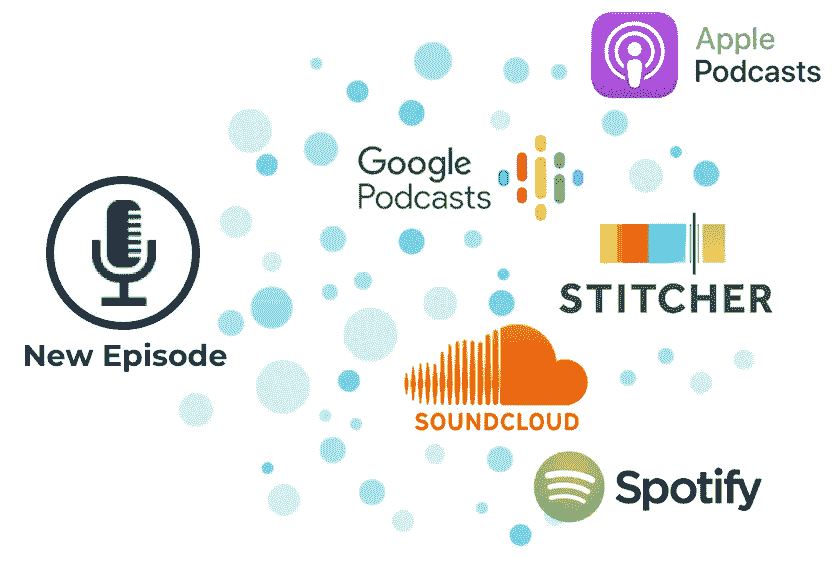 Apple
Podcasts
Google
Podcasts
STITCHER
New Episode
SOUNDCLOUD
Spotify